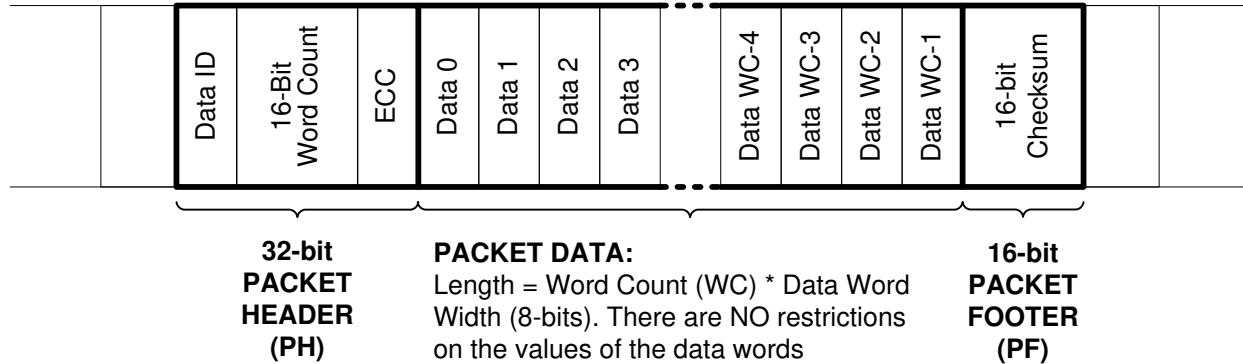 Data ID
16-Bit
Word Count
ECC
Data 0
Data 1
Data 2
Data 3
Data WC-4
Data WC-3
Data WC-2
Data WC-1
16-bit
Checksum
32-bit
PACKET
HEADER
(PH)
PACKET DATA:
Length = Word Count (WC) * Data Word
Width (8-bits). There are NO restrictions
on the values of the data words
16-bit
PACKET
FOOTER
(PF)